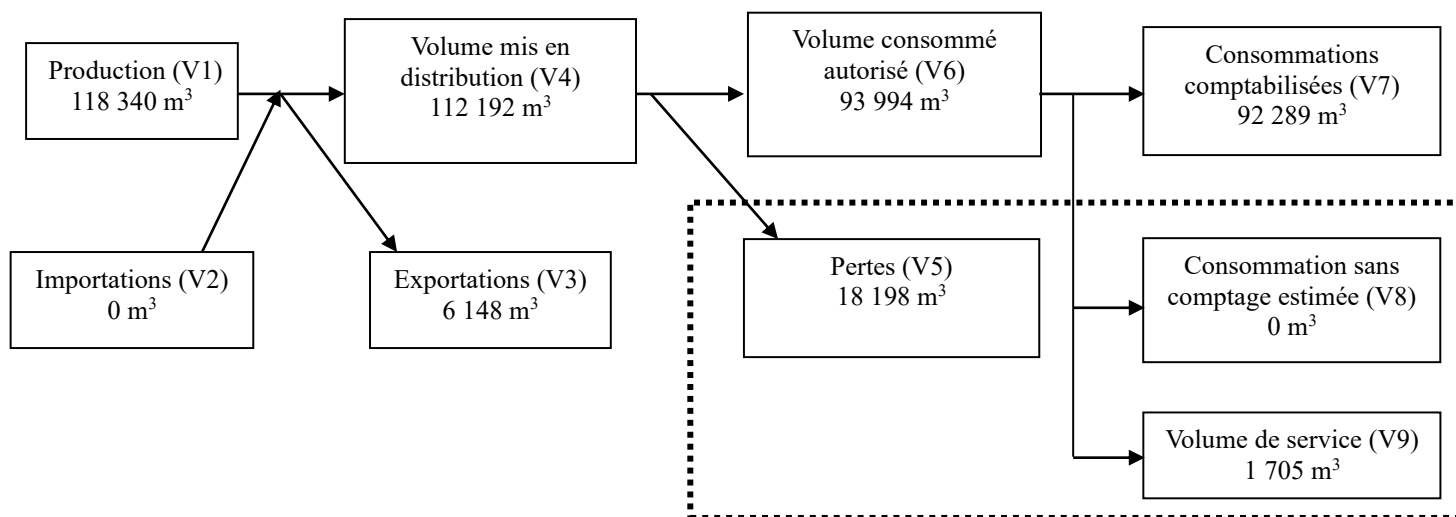 Production (V1)
118 340 m³
Volume mis en
distribution (V4)
112 192 m³
Volume consommé
autorisé (V6)
93 994 m³
Consommations
comptabilisées (V7)
92 289 m³
Importations (V2)
0 m³
Exportations (V3)
6 148 m³
Pertes (V5)
18 198 m³
Consommation sans
comptage estimée (V8)
0 m³
Volume de service (V9)
1 705 m³